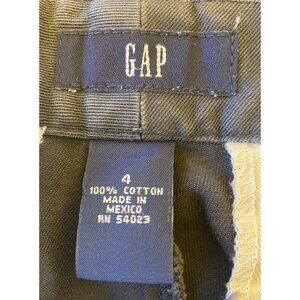 GAP
4
100% COTTON
MADE IN
MEXICO
RN 54023